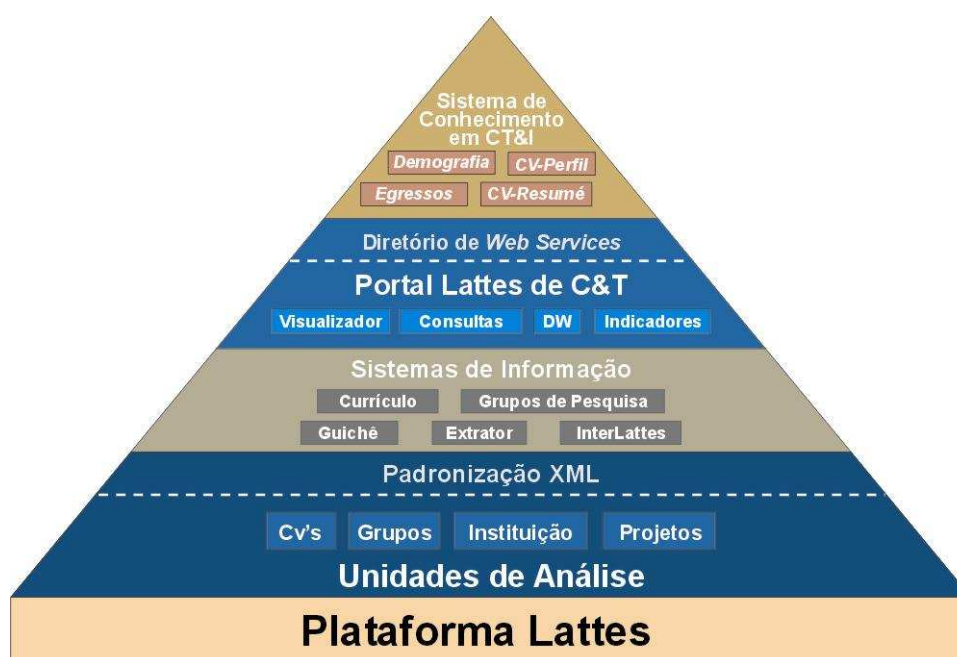 Sistema de
Conhecimento
em CT&I
Demografia CV-Perfil
Egressos CV-Resumé
Diretório de Web Services
Portal Lattes de C&T
Visualizador Consultas DW Indicadores
Sistemas de Informação
Currículo Grupos de Pesquisa
Guichê Extrator InterLattes
Padronização XML
Cv's Grupos Instituição Projetos
Unidades de Análise
Plataforma Lattes